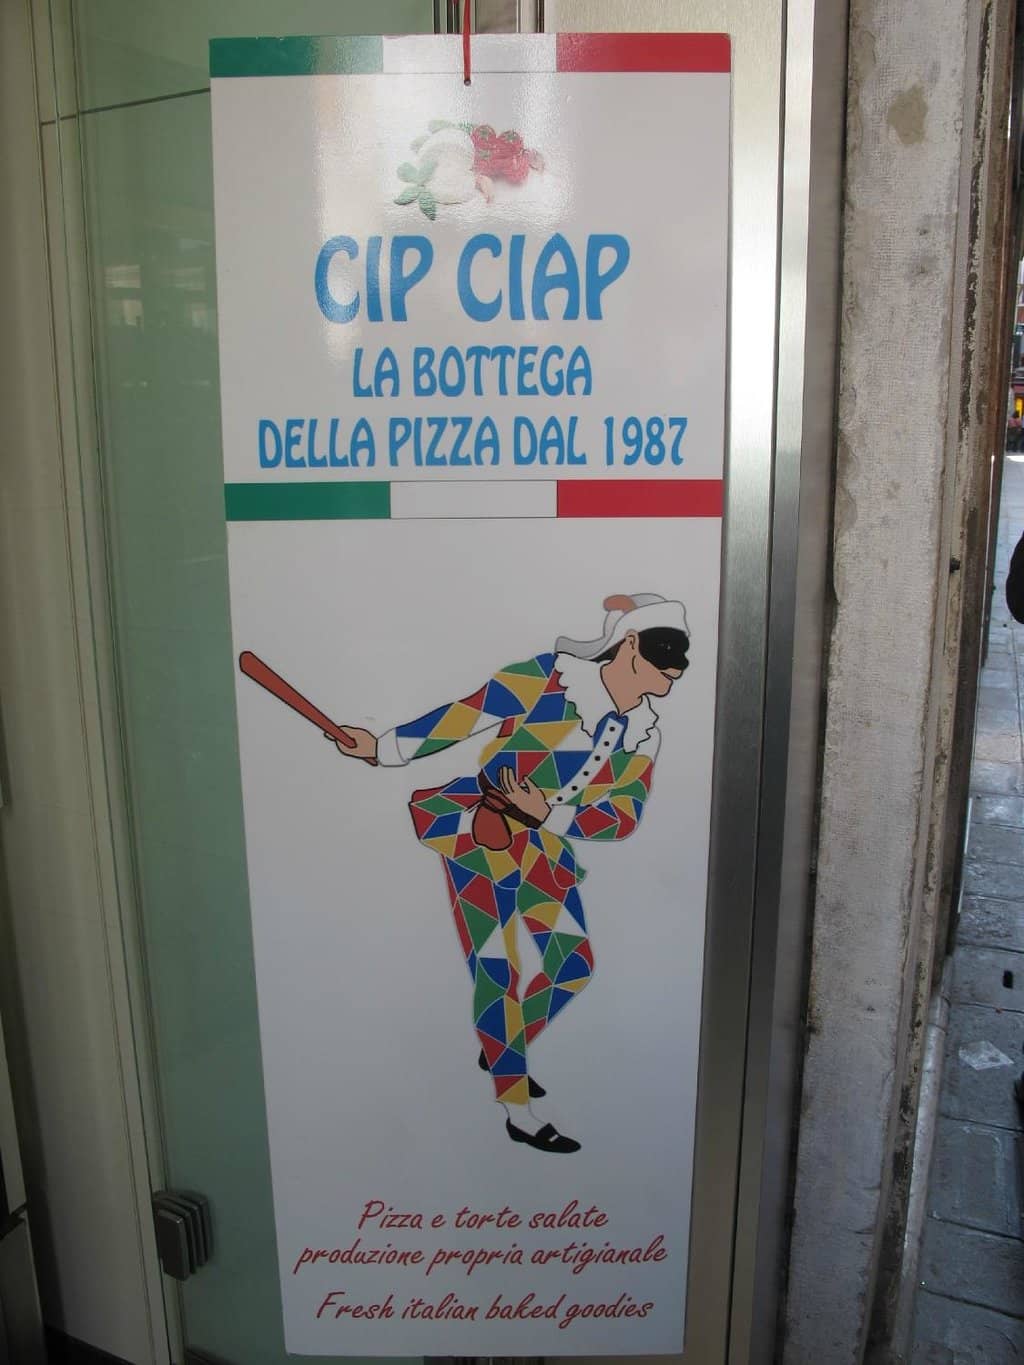 CIP CIAP
LA BOTTEGA
DELLA PIZZA DAL 1987
Pizza e torte salate
produzione propria artigianale
Fresh italian baked goodies